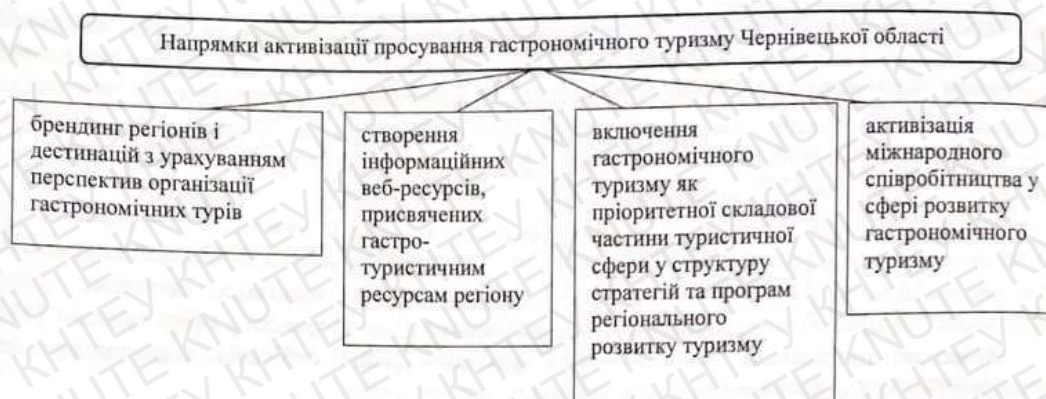 Напрямки активізації просування гастрономічного туризму Чернівецької області
брендинг регіонів і
дестинацій з урахуванням
перспектив організації
гастрономічних турів
створення
інформаційних
веб-ресурсів,
присвячених
гастро-
туристичним
ресурсам регіону
включення
гастрономічного
туризму як
пріоритетної складової
частини туристичної
сфери у структуру
стратегій та програм
регіонального
розвитку туризму
активізація
міжнародного
співробітництва у
сфері розвитку
гастрономічного
туризму